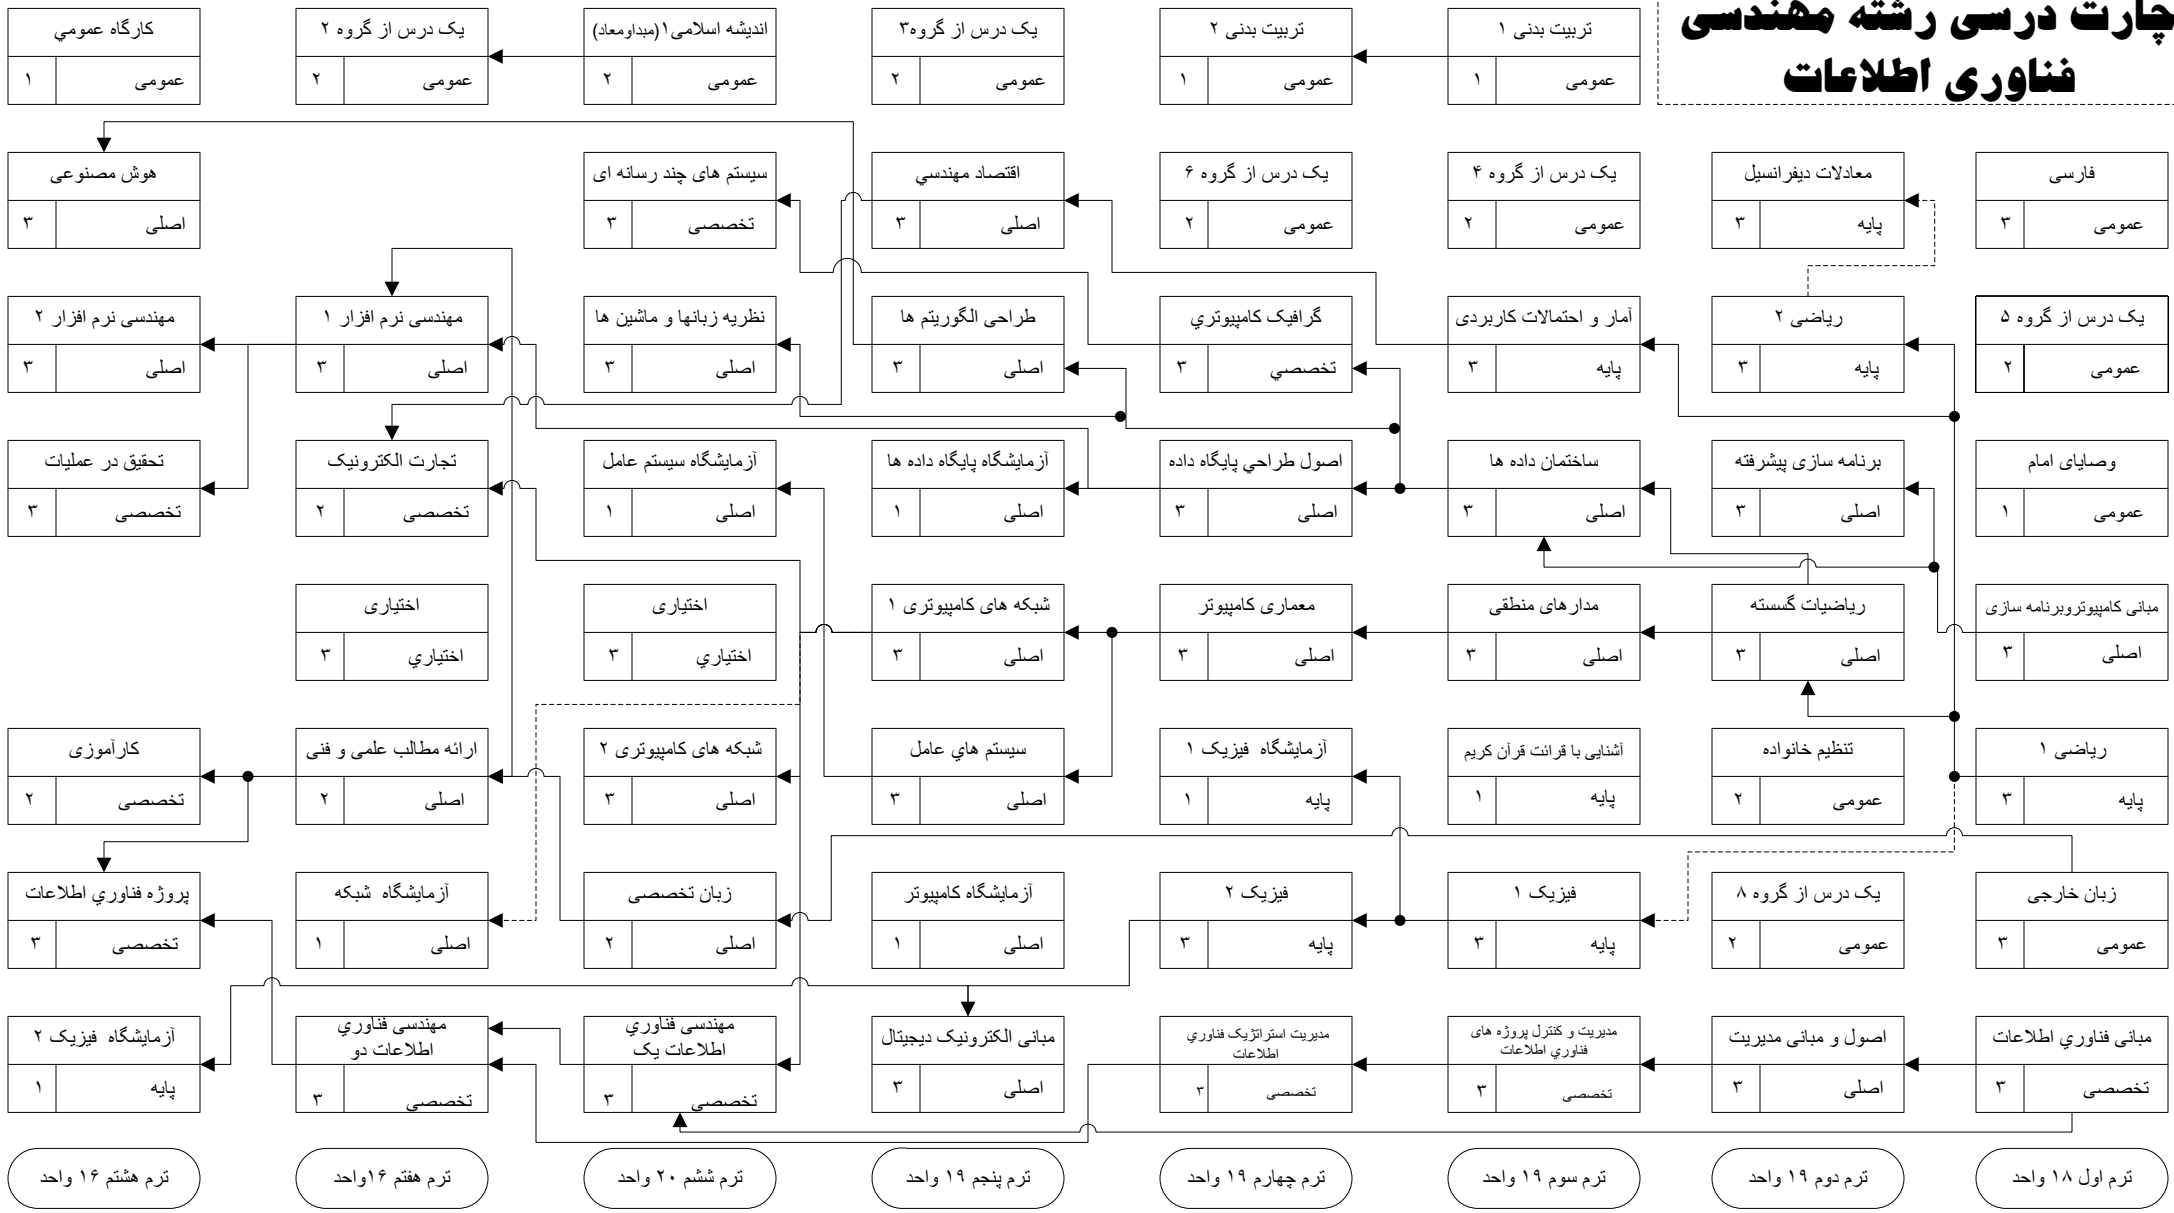 چارت درسی رشته مهندسی
فناوری اطلاعات
تربیت بدنی ۱
عمومی
۱
تربیت بدنی ۲
عمومی
۱
یک درس از گروه۳
عمومی
۲
اندیشه اسلامی۱(مبداومعاد)
عمومی
۲
یک درس از گروه ۲
عمومی
۲
کارگاه عمومي
عمومی
۱
فارسی
عمومی
۳
معادلات دیفرانسیل
پایه
۳
یک درس از گروه ۴
عمومی
۲
یک درس از گروه ۶
عمومی
۲
اقتصاد مهندسي
اصلی
۳
سیستم های چند رسانه ای
تخصصی
۳
هوش مصنوعی
اصلی
۳
یک درس از گروه ۵
عمومی
۲
ریاضی ۲
پایه
۳
آمار و احتمالات کاربردی
پایه
۳
گرافیک کامپیوتري
تخصصي
۳
طراحی الگوریتم ها
اصلی
۳
نظریه زبانها و ماشین ها
اصلی
۳
مهندسی نرم افزار ۱
اصلی
۳
مهندسی نرم افزار ۲
اصلی
۳
وصایای امام
عمومی
۱
برنامه سازی پیشرفته
اصلی
۳
ساختمان داده ها
اصلی
۳
اصول طراحي پایگاه داده
اصلی
۳
آزمایشگاه پایگاه داده ها
اصلی
۱
آزمایشگاه سیستم عامل
اصلی
۱
تجارت الکترونیک
تخصصی
۲
تحقیق در عملیات
تخصصی
۳
مبانی کامپیوتروبرنامه سازی
اصلی
۳
ریاضیات گسسته
اصلی
۳
مدارهای منطقی
اصلی
۳
معماری کامپیوتر
اصلی
۳
شبکه های کامپیوتری ۱
اصلی
۳
اختیاری
اختیاري
۳
اختیاری
اختیاري
۳
ریاضی ۱
پایه
۳
تنظیم خانواده
عمومی
۲
آشنایی با قرائت قرآن کریم
پایه
۱
آزمایشگاه فیزیک ۱
پایه
۱
سیستم هاي عامل
اصلی
۳
شبکه های کامپیوتری ۲
اصلی
۳
ارائه مطالب علمی و فنی
اصلی
۲
کارآموزی
تخصصی
۲
زبان خارجی
عمومی
۳
یک درس از گروه ۸
عمومی
۲
فیزیک ۱
پایه
۳
فیزیک ۲
پایه
۳
آزمایشگاه کامپیوتر
اصلی
۱
زبان تخصصی
اصلی
۲
آزمایشگاه شبکه
اصلی
۱
پروژه فناوري اطلاعات
تخصصی
۳
مبانی فناوري اطلاعات
تخصصی
۳
اصول و مبانی مدیریت
اصلی
۳
مدیریت و کنترل پروژه های
فناوري اطلاعات
تخصصی
۳
مدیریت استراتژیک فناوري
اطلاعات
تخصصی
۳
مبانی الکترونیک دیجیتال
اصلی
۳
مهندسی فناوري
اطلاعات یک
تخصصی
۳
مهندسی فناوري
اطلاعات دو
تخصصی
۳
آزمایشگاه فیزیک ۲
پایه
۱
ترم اول ۱۸ واحد
ترم دوم ۱۹ واحد
ترم سوم ۱۹ واحد
ترم چهارم ۱۹ واحد
ترم پنجم ۱۹ واحد
ترم ششم ۲۰ واحد
ترم هفتم ۱۶واحد
ترم هشتم ۱۶ واحد